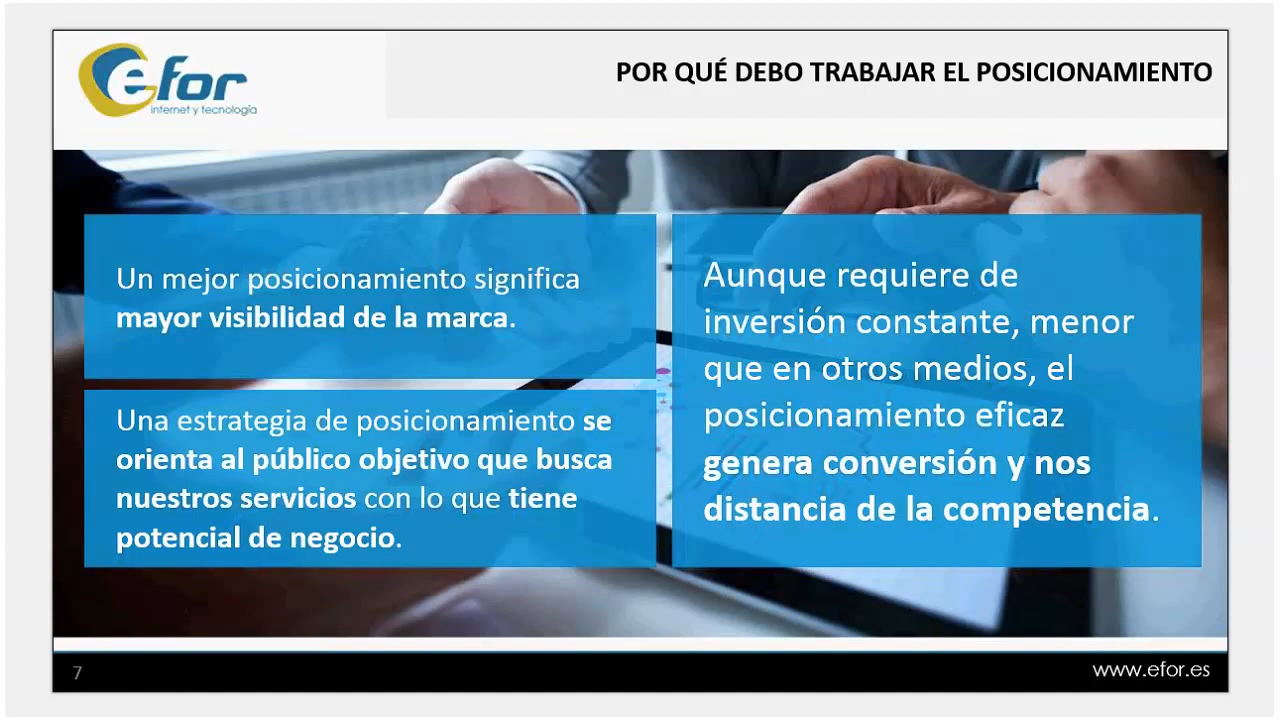 efor
internet y tecnología
POR QUÉ DEBO TRABAJAR EL POSICIONAMIENTO
Un mejor posicionamiento significa
mayor visibilidad de la marca.
Una estrategia de posicionamiento se
orienta al público objetivo que busca
nuestros servicios con lo que tiene
potencial de negocio.
Aunque requiere de
inversión constante, menor
que en otros medios, el
posicionamiento eficaz
genera conversión y nos
distancia de la competencia.
7
www.efor.es